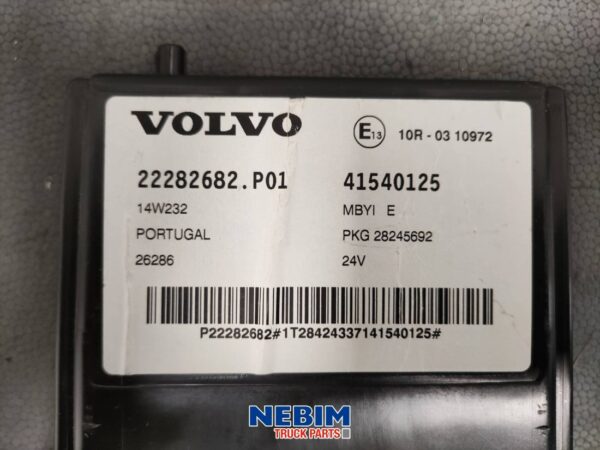 VOLVO
E13 10R - 03 10972
22282682.P01 41540125
14W232 MBYI E
PORTUGAL PKG 28245692
26286 24V
P22282682#1T28424337141540125#
NEBIM
TRUCK PARTS